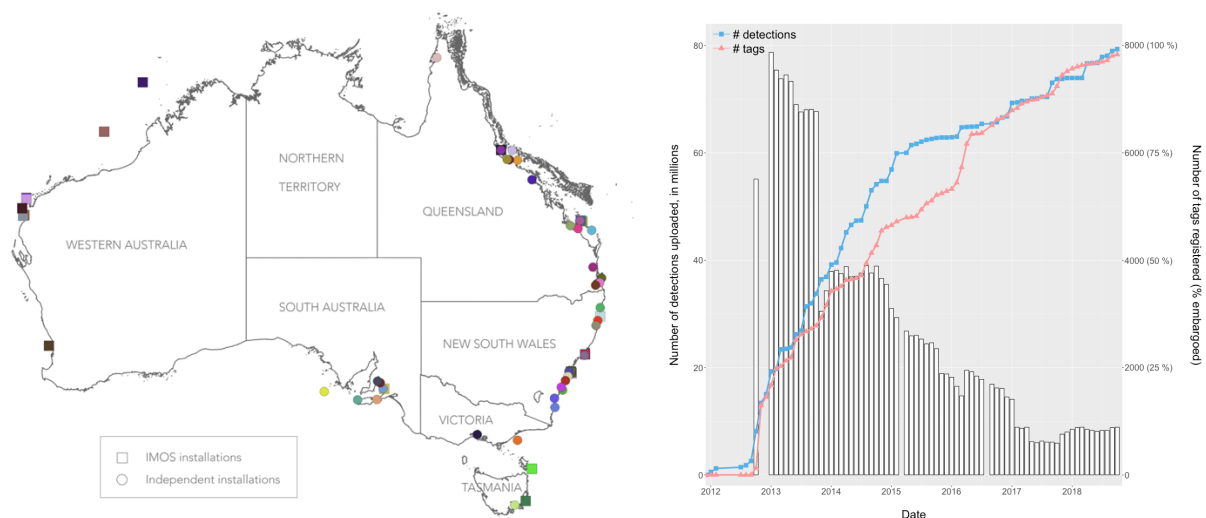 NORTHERN
TERRITORY
QUEENSLAND
WESTERN AUSTRALIA
SOUTH AUSTRALIA
NEW SOUTH WALES
VICTORIA
TASMANIA
IMOS installations
Independent installations
# detections
# tags
Number of detections uploaded, in millions
80
60
40
20
0
8000 (100 %)
6000 (75 %)
4000 (50 %)
2000 (25 %)
0
Number of tags registered (% embargoed)
2012
2013
2014
2015
2016
2017
2018
Date